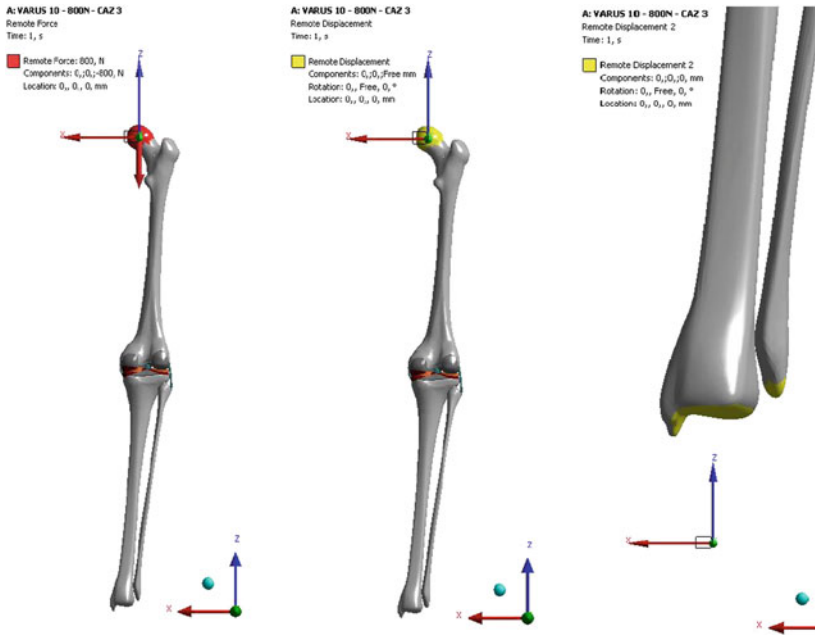 A: VARUS 10 - 800N - CAZ 3
Remote Force
Time: 1, s
Remote Force: 800, N
Components: 0,;0,;-800, N
Location: 0,, 0,, 0, mm
Z
X
Z
X
A: VARUS 10 - 800N - CAZ 3
Remote Displacement
Time: 1, s
Remote Displacement
Components: 0,;0,;Free mm
Rotation: 0,, Free, 0, °
Location: 0,, 0,, 0, mm
Z
X
Z
X
A: VARUS 10 - 800N - CAZ 3
Remote Displacement 2
Time: 1, s
Remote Displacement 2
Components: 0,;0,;0, mm
Rotation: 0,, Free, 0, °
Location: 0,, 0,, 0, mm
Z
X
X